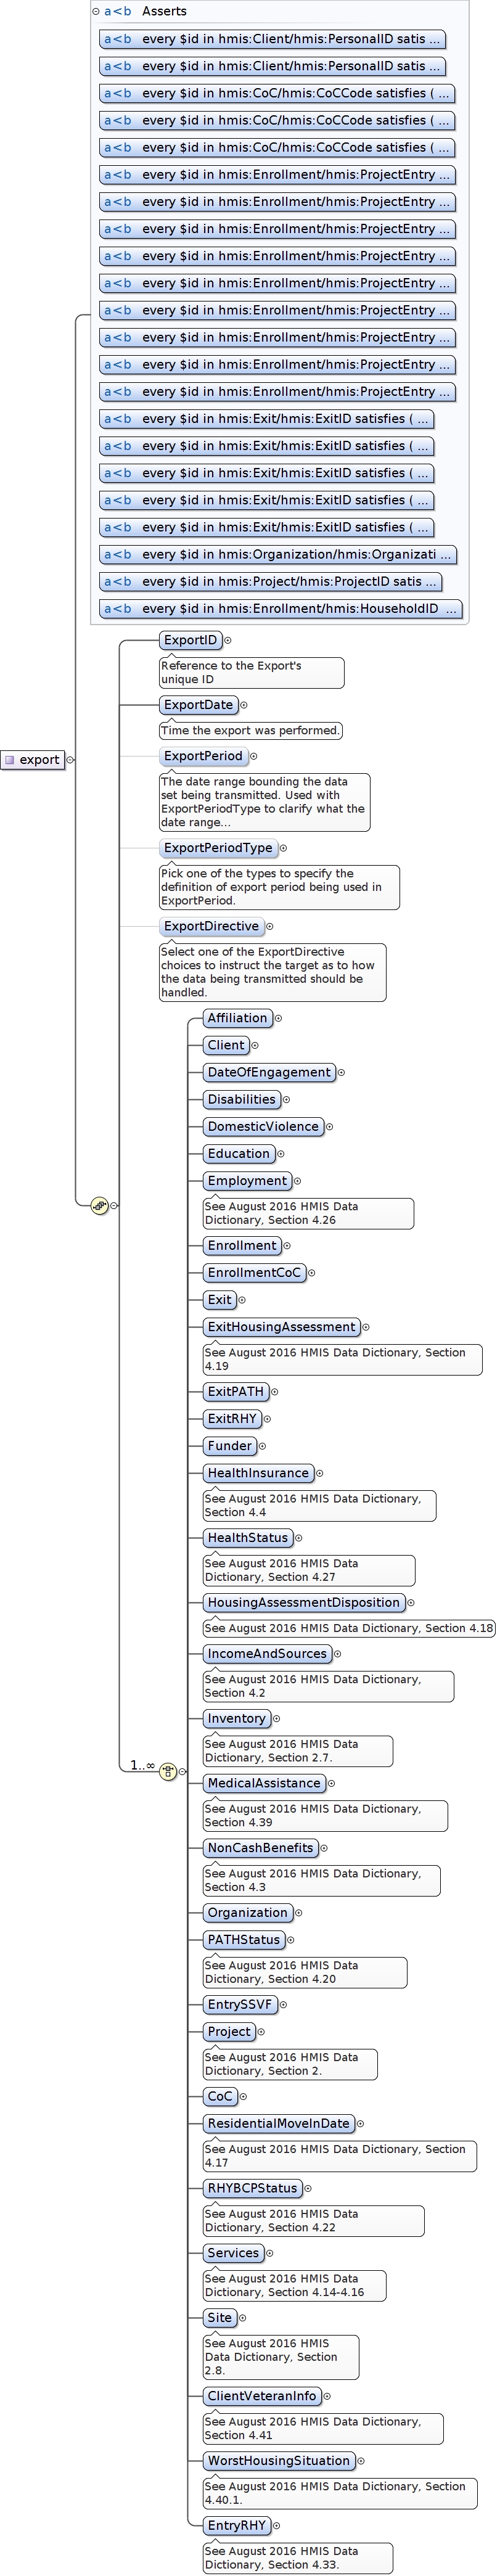 a<b Asserts
a<b every $id in hmis:Client/hmis:PersonalID satis ...
a<b every $id in hmis:Client/hmis:PersonalID satis ...
a<b every $id in hmis:CoC/hmis:CoCCode satisfies ( ...
a<b every $id in hmis:CoC/hmis:CoCCode satisfies ( ...
a<b every $id in hmis:CoC/hmis:CoCCode satisfies ( ...
a<b every $id in hmis:Enrollment/hmis:ProjectEntry ...
a<b every $id in hmis:Enrollment/hmis:ProjectEntry ...
a<b every $id in hmis:Enrollment/hmis:ProjectEntry ...
a<b every $id in hmis:Enrollment/hmis:ProjectEntry ...
a<b every $id in hmis:Enrollment/hmis:ProjectEntry ...
a<b every $id in hmis:Enrollment/hmis:ProjectEntry ...
a<b every $id in hmis:Enrollment/hmis:ProjectEntry ...
a<b every $id in hmis:Enrollment/hmis:ProjectEntry ...
a<b every $id in hmis:Enrollment/hmis:ProjectEntry ...
a<b every $id in hmis:Exit/hmis:ExitID satisfies ( ...
a<b every $id in hmis:Exit/hmis:ExitID satisfies ( ...
a<b every $id in hmis:Exit/hmis:ExitID satisfies ( ...
a<b every $id in hmis:Exit/hmis:ExitID satisfies ( ...
a<b every $id in hmis:Exit/hmis:ExitID satisfies ( ...
a<b every $id in hmis:Organization/hmis:Organizati ...
a<b every $id in hmis:Project/hmis:ProjectID satis ...
a<b every $id in hmis:Enrollment/hmis:HouseholdID ...
export
ExportID
Reference to the Export's
unique ID
ExportDate
Time the export was performed.
ExportPeriod
The date range bounding the data
set being transmitted. Used with
ExportPeriodType to clarify what the
date range...
ExportPeriodType
Pick one of the types to specify the
definition of export period being used in
ExportPeriod.
ExportDirective
Select one of the ExportDirective
choices to instruct the target as to how
the data being transmitted should be
handled.
1..∞
Affiliation
Client
DateOfEngagement
Disabilities
DomesticViolence
Education
Employment
See August 2016 HMIS Data
Dictionary, Section 4.26
Enrollment
EnrollmentCoC
Exit
ExitHousingAssessment
See August 2016 HMIS Data Dictionary, Section
4.19
ExitPATH
ExitRHY
Funder
HealthInsurance
See August 2016 HMIS Data Dictionary,
Section 4.4
HealthStatus
See August 2016 HMIS Data
Dictionary, Section 4.27
HousingAssessmentDisposition
See August 2016 HMIS Data Dictionary, Section 4.18
IncomeAndSources
See August 2016 HMIS Data Dictionary,
Section 4.2
Inventory
See August 2016 HMIS Data
Dictionary, Section 2.7.
MedicalAssistance
See August 2016 HMIS Data Dictionary,
Section 4.39
NonCashBenefits
See August 2016 HMIS Data Dictionary,
Section 4.3
Organization
PATHStatus
See August 2016 HMIS Data
Dictionary, Section 4.20
EntrySSVF
Project
See August 2016 HMIS Data
Dictionary, Section 2.
CoC
ResidentialMoveInDate
See August 2016 HMIS Data Dictionary, Section
4.17
RHYBCPStatus
See August 2016 HMIS Data
Dictionary, Section 4.22
Services
See August 2016 HMIS Data
Dictionary, Section 4.14-4.16
Site
See August 2016 HMIS
Data Dictionary, Section
2.8.
ClientVeteranInfo
See August 2016 HMIS Data Dictionary,
Section 4.41
WorstHousingSituation
See August 2016 HMIS Data Dictionary, Section
4.40.1.
EntryRHY
See August 2016 HMIS Data
Dictionary, Section 4.33.